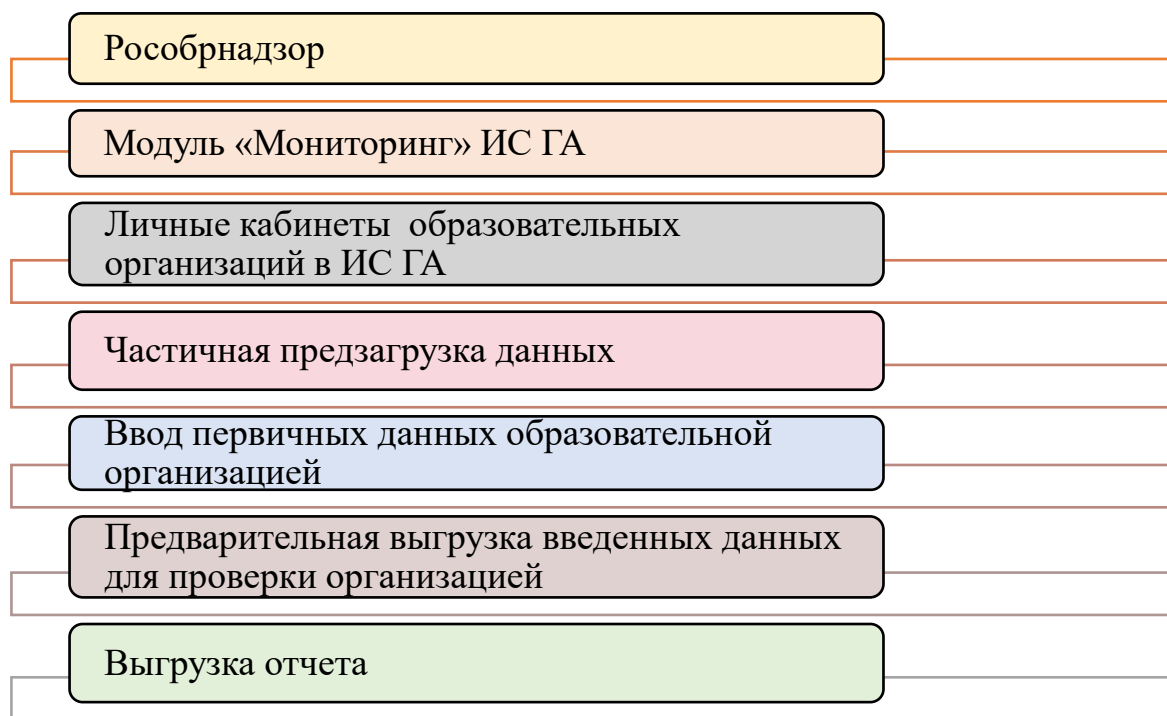 Рособрнадзор
Модуль «Мониторинг» ИС ГА
Личные кабинеты  образовательных
организаций в ИС ГА
Частичная предзагрузка данных
Ввод первичных данных образовательной
организацией
Предварительная выгрузка введенных данных
для проверки организацией
Выгрузка отчета